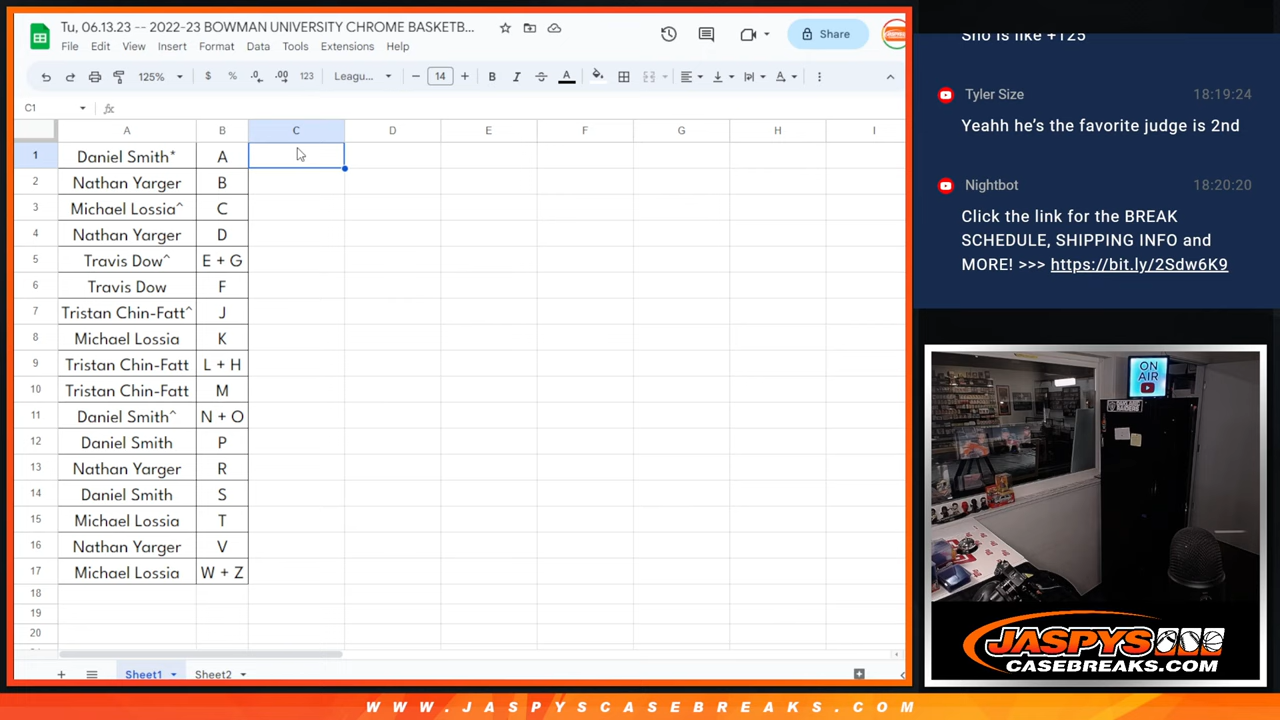 Tu, 06.13.23 -- 2022-23 BOWMAN UNIVERSITY CHROME BASKETB...
File Edit View Insert Format Data Tools Extensions Help
Share
125% $ % .0 .00 123 Leagu... 14 B I A
C1 fx
A B C D E F G H I
1 Daniel Smith* A
2 Nathan Yarger B
3 Michael Lossia^ C
4 Nathan Yarger D
5 Travis Dow^ E + G
6 Travis Dow F
7 Tristan Chin-Fatt^ J
8 Michael Lossia K
9 Tristan Chin-Fatt L + H
10 Tristan Chin-Fatt M
11 Daniel Smith^ N + O
12 Daniel Smith P
13 Nathan Yarger R
14 Daniel Smith S
15 Michael Lossia T
16 Nathan Yarger V
17 Michael Lossia W + Z
18
19
20
Sheet1 Sheet2
Sho is like +125
Tyler Size 18:19:24
Yeahh he's the favorite judge is 2nd
Nightbot 18:20:20
Click the link for the BREAK
SCHEDULE, SHIPPING INFO and
MORE! >>> https://bit.ly/2Sdw6K9
ON
AIR
JASPYS
CASEBREAKS.COM
WWW.JASPYSCASEBREAKS.COM